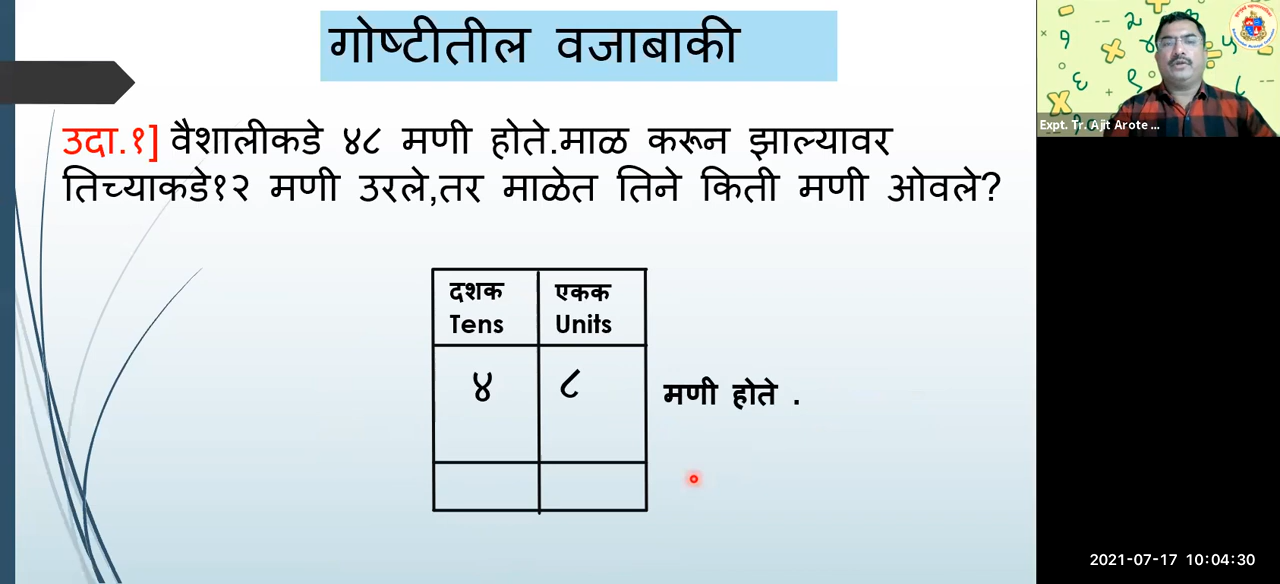 गोष्टीतील वजाबाकी
उदा.१] वैशालीकडे ४८ मणी होते.माळ करून झाल्यावर
तिच्याकडे१२ मणी उरले,तर माळेत तिने किती मणी ओवले?
दशक एकक
Tens Units
४ ८ मणी होते .
Expt. Tr. Ajit Arote ...
2021-07-17 10:04:30